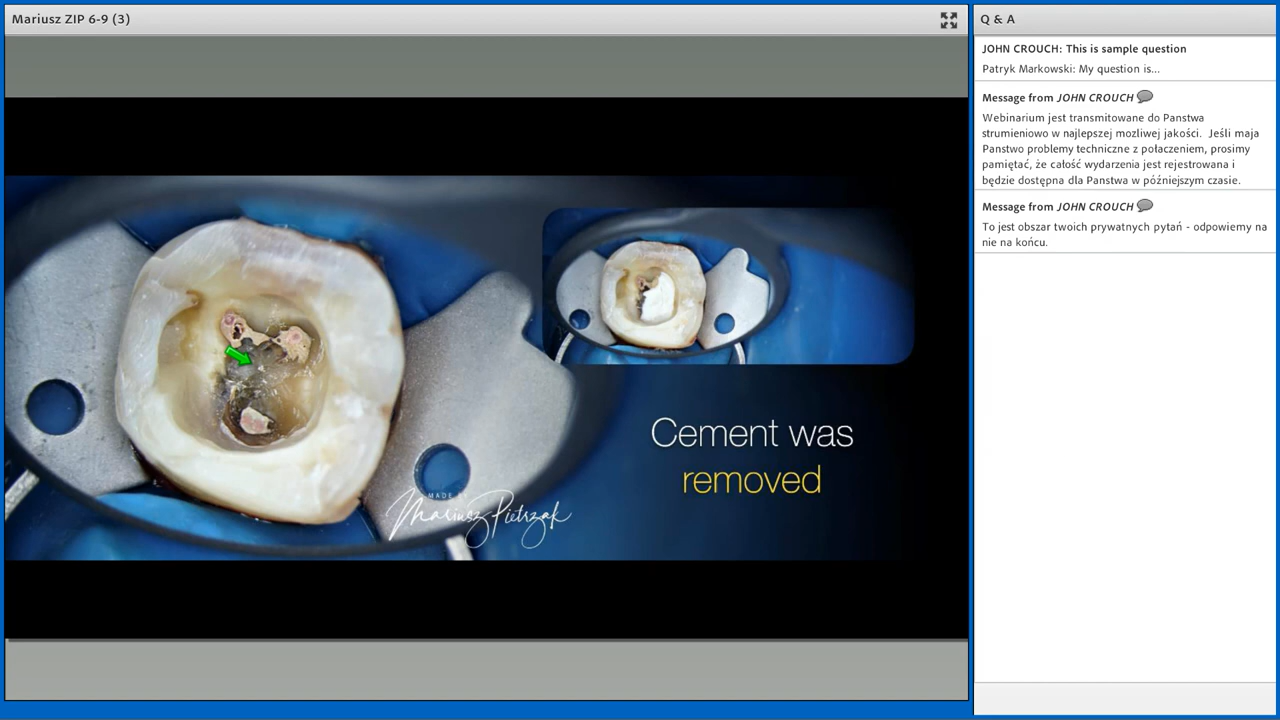 Mariusz ZIP 6-9 (3)
Cement was
removed
MADE BY
Mariusz Pietrzak
Q & A
JOHN CROUCH: This is sample question
Patryk Markowski: My question is...
Message from JOHN CROUCH
Webinarium jest transmitowane do Panstwa
strumieniowo w najlepszej mozliwej jakości. Jeśli maja
Panstwo problemy techniczne z połaczeniem, prosimy
pamiętać, że całość wydarzenia jest rejestrowana i
będzie dostępna dla Panstwa w późniejszym czasie.
Message from JOHN CROUCH
To jest obszar twoich prywatnych pytań - odpowiemy na
nie na końcu.